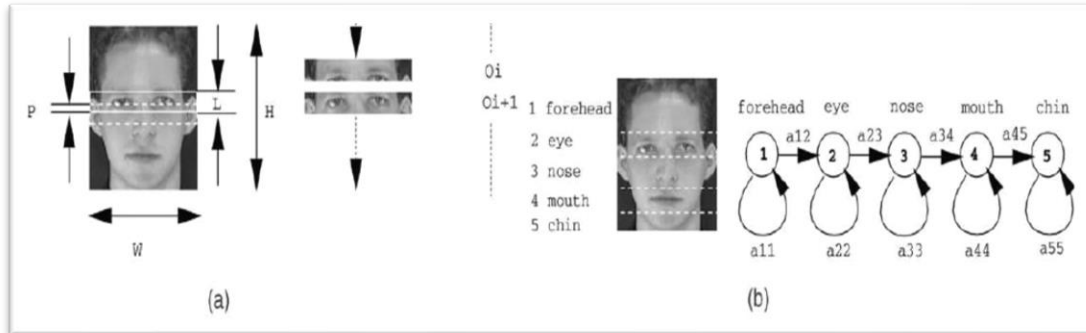 P
L
H
W
Oi
Oi+1
(a)
1 forehead
2 eye
3 nose
4 mouth
5 chin
forehead eye nose mouth chin
a12 a23 a34 a45
1 2 3 4 5
a11 a22 a33 a44 a55
(b)